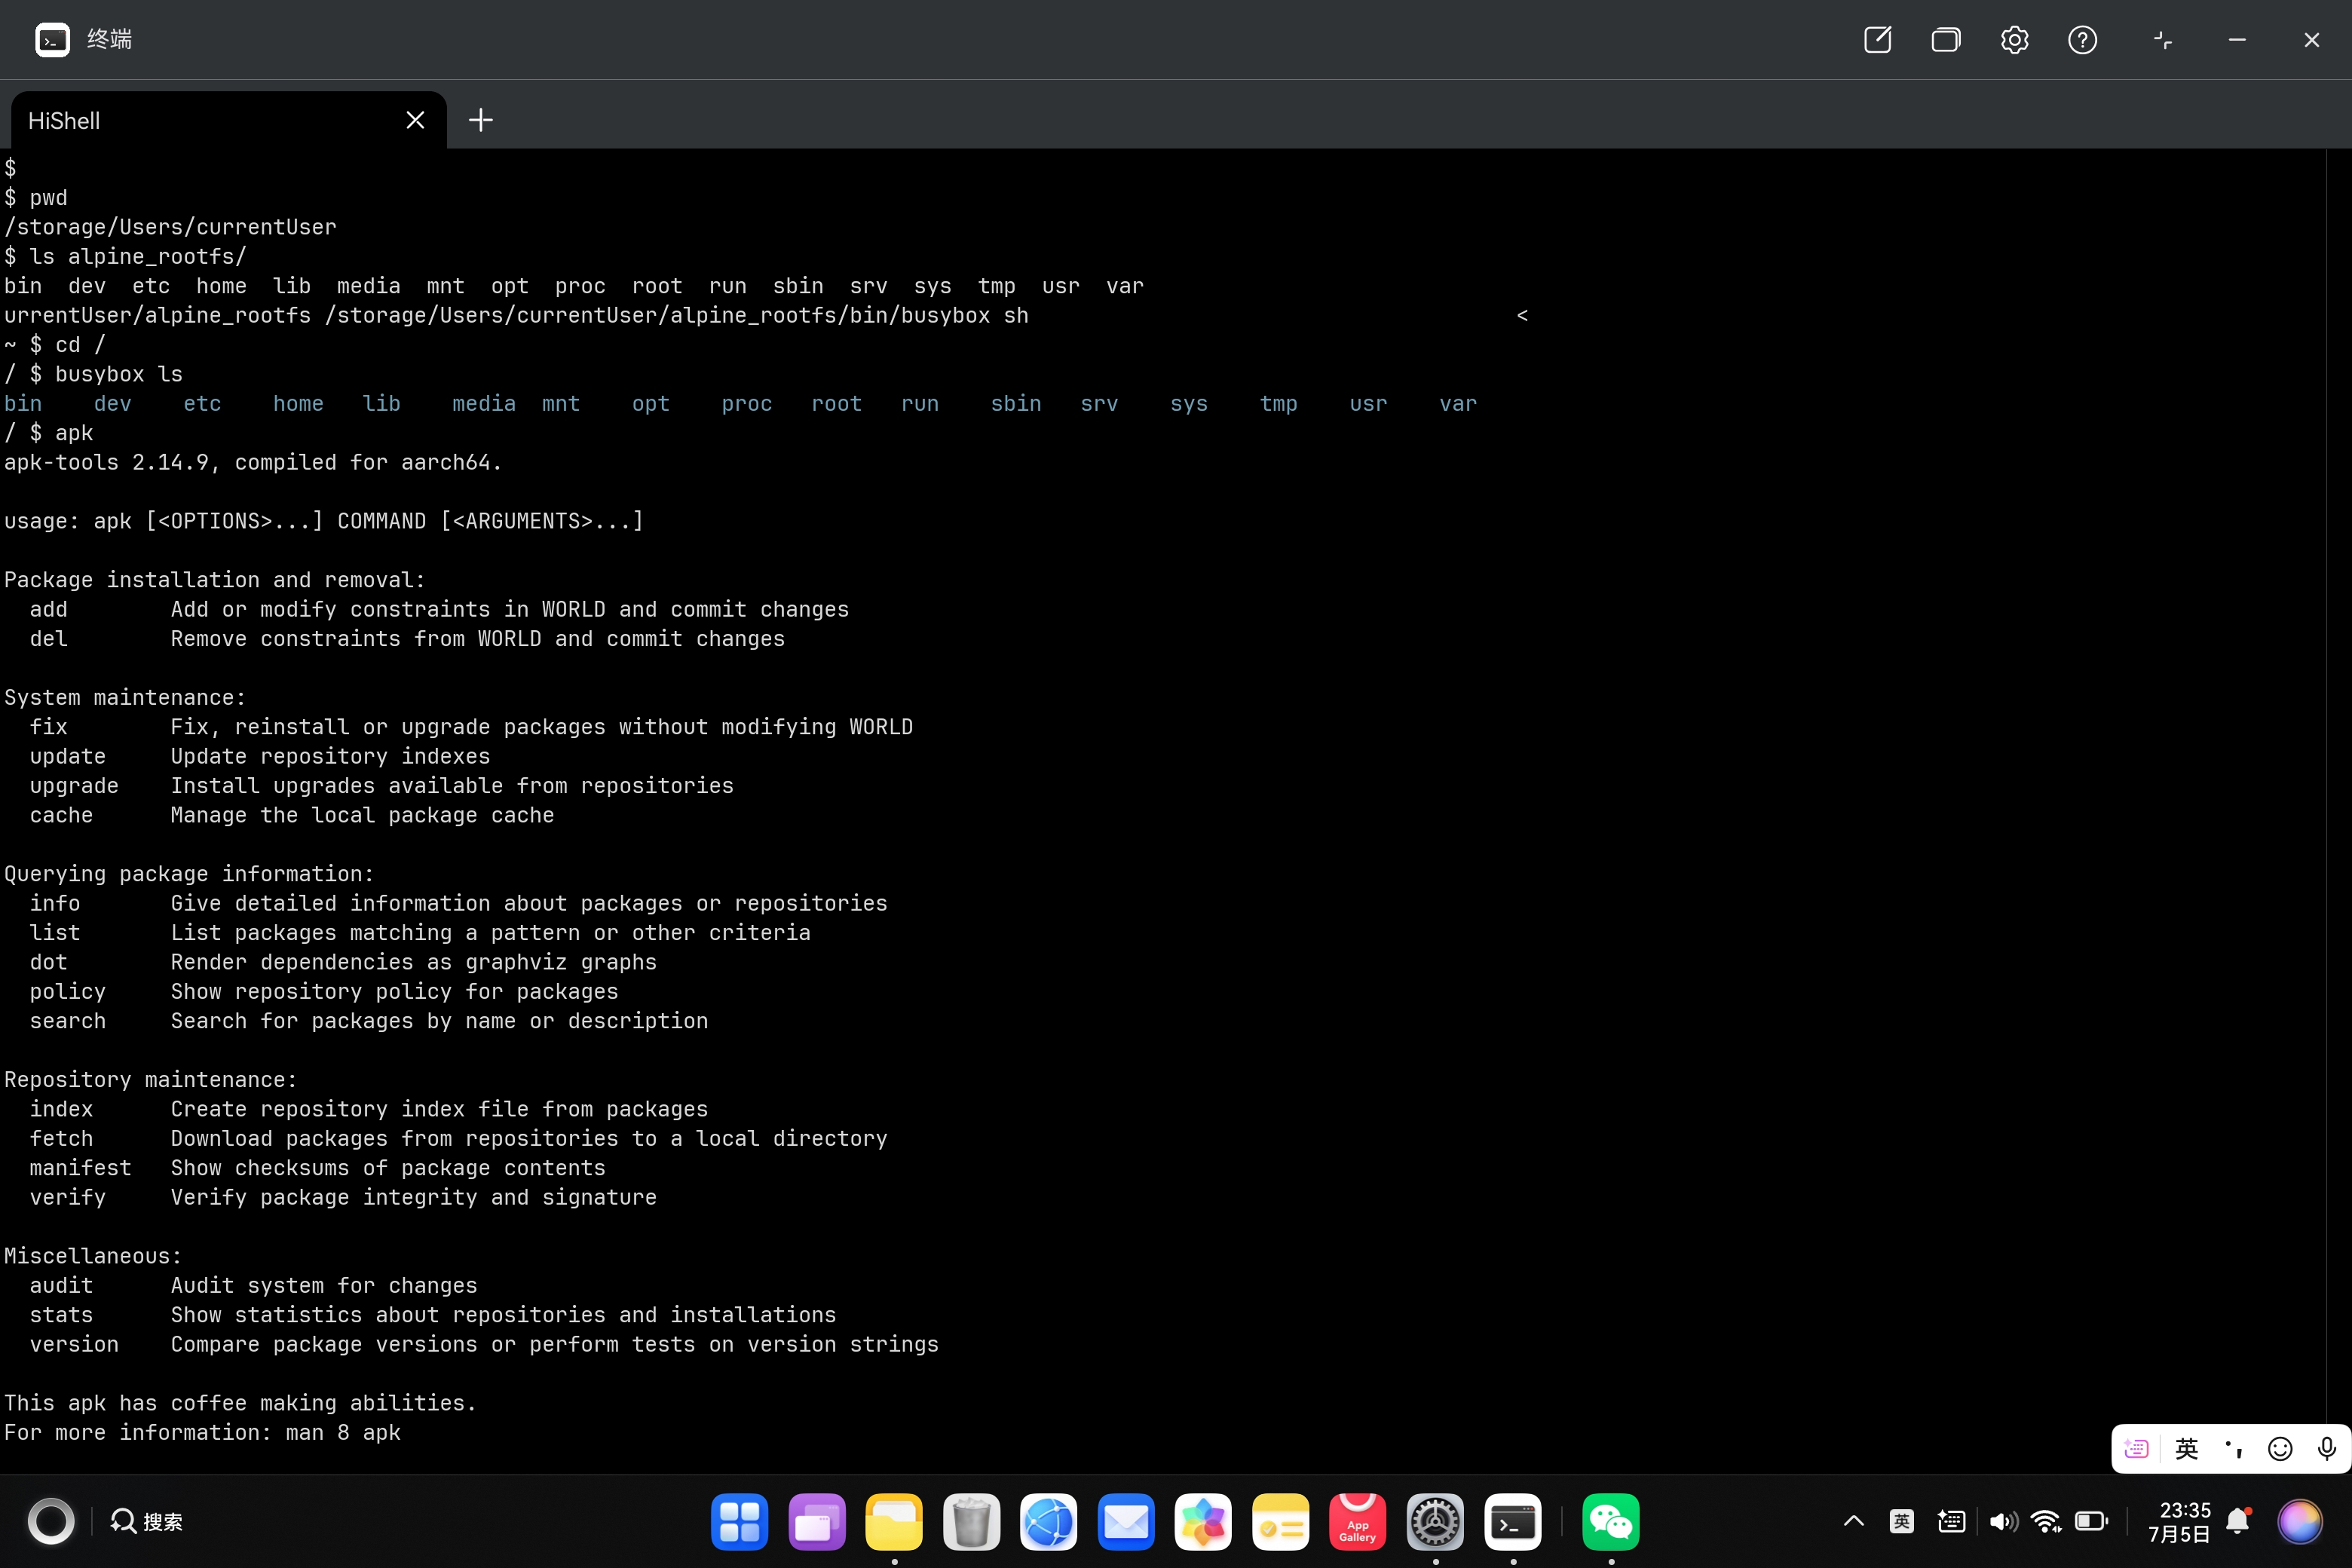 终端
HiShell
$
$ pwd
/storage/Users/currentUser
$ ls alpine_rootfs/
bin  dev  etc  home  lib  media  mnt  opt  proc  root  run  sbin  srv  sys  tmp  usr  var
urrentUser/alpine_rootfs /storage/Users/currentUser/alpine_rootfs/bin/busybox sh                                      <
~ $ cd /
/ $ busybox ls
bin    dev    etc    home   lib    media  mnt    opt    proc   root   run    sbin   srv    sys    tmp    usr    var
/ $ apk
apk-tools 2.14.9, compiled for aarch64.

usage: apk [<OPTIONS>...] COMMAND [<ARGUMENTS>...]

Package installation and removal:
  add        Add or modify constraints in WORLD and commit changes
  del        Remove constraints from WORLD and commit changes

System maintenance:
  fix        Fix, reinstall or upgrade packages without modifying WORLD
  update     Update repository indexes
  upgrade    Install upgrades available from repositories
  cache      Manage the local package cache

Querying package information:
  info       Give detailed information about packages or repositories
  list       List packages matching a pattern or other criteria
  dot        Render dependencies as graphviz graphs
  policy     Show repository policy for packages
  search     Search for packages by name or description

Repository maintenance:
  index      Create repository index file from packages
  fetch      Download packages from repositories to a local directory
  manifest   Show checksums of package contents
  verify     Verify package integrity and signature

Miscellaneous:
  audit      Audit system for changes
  stats      Show statistics about repositories and installations
  version    Compare package versions or perform tests on version strings

This apk has coffee making abilities.
For more information: man 8 apk
英
搜索
App
Gallery
英
23:35
7月5日